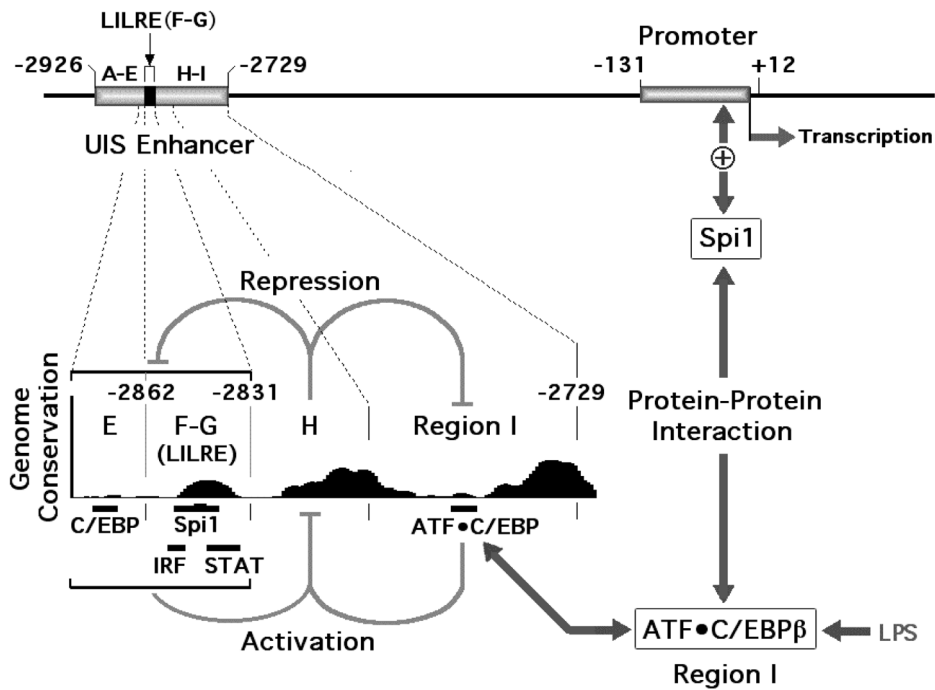 LILRE(F-G)
-2926
A-E
H-I
-2729
UIS Enhancer
Promoter
-131
+12
Transcription
Spi1
Repression
Protein-Protein
Interaction
Genome
Conservation
-2862
-2831
-2729
E
F-G
(LILRE)
H
Region I
C/EBP
Spi1
ATF•C/EBP
IRF
STAT
Activation
ATF•C/EBPβ
LPS
Region I